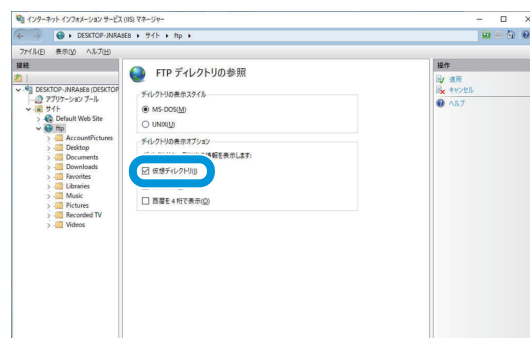 インターネット インフォメーション サービス (IIS) マネージャー
DESKTOP-JNRA8E8 ▸ サイト ▸ ftp ▸
ファイル(F) 表示(V) ヘルプ(H)
接続
DESKTOP-JNRA8E8 (DESKTOP
アプリケーション プール
サイト
Default Web Site
ftp
AccountPictures
Desktop
Documents
Downloads
Favorites
Libraries
Music
Pictures
Recorded TV
Videos
FTP ディレクトリの参照
ディレクトリの表示スタイル
MS-DOS(M)
UNIX(U)
ディレクトリの表示オプション
情報を表示します:
仮想ディレクトリ(I)
西暦を 4 桁で表示(O)
操作
適用
キャンセル
ヘルプ